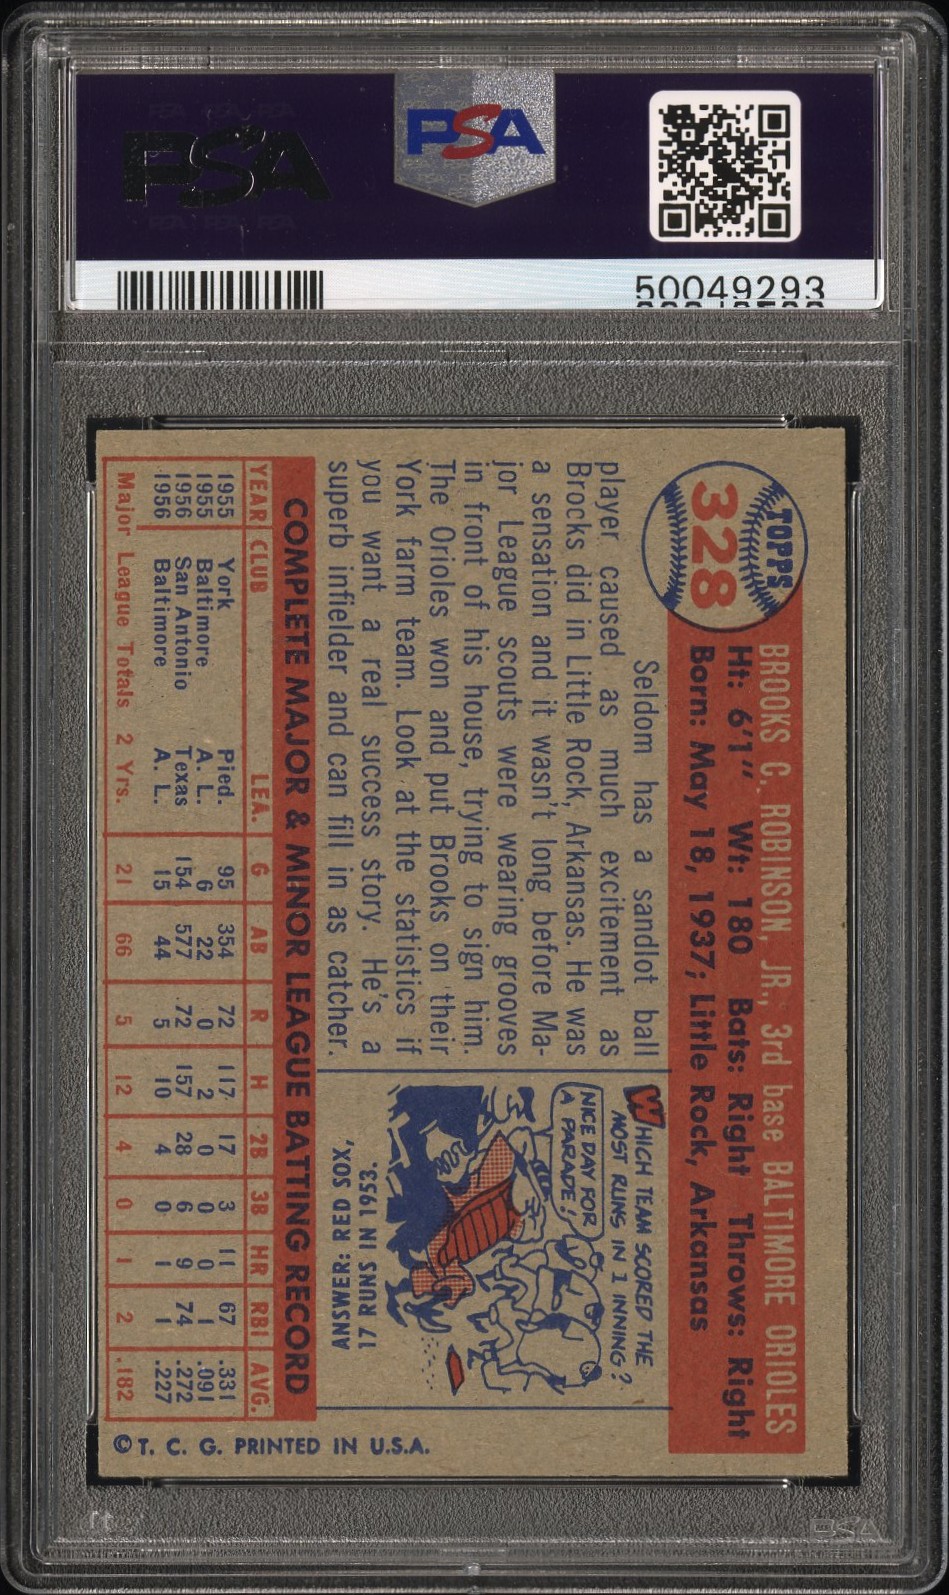 PSA
PSA
50049293
TOPPS
328
BROOKS C. ROBINSON, JR., 3rd base BALTIMORE ORIOLES
Ht: 6'1" Wt: 180 Bats: Right Throws: Right
Born: May 18, 1937; Little Rock, Arkansas
Seldom has a sandlot ball
player caused as much excitement as
Brocks did in Little Rock, Arkansas. He was
a sensation and it wasn't long before Ma-
jor League scouts were wearing grooves
in front of his house, trying to sign him.
The Orioles won and put Brooks on their
York farm team. Look at the statistics if
you want a real success story. He's a
superb infielder and can fill in as catcher.
WHICH TEAM SCORED THE
MOST RUNS IN 1 INNING?
NICE DAY FOR
A PARADE!
17 RUNS IN 1953.
ANSWER: RED SOX,
COMPLETE MAJOR & MINOR LEAGUE BATTING RECORD
YEAR CLUB LEA. G AB R H 2B 3B HR RBI AVG.
1955 York Pied. 95 354 72 117 17 3 11 67 .331
1955 Baltimore A. L. 6 22 0 2 0 0 0 1 .091
1956 San Antonio Texas 154 577 72 157 28 6 9 74 .272
1956 Baltimore A. L. 15 44 5 10 4 0 1 1 .227
Major League Totals 2 Yrs. 21 66 5 12 4 0 1 2 .182
© T. C. G. PRINTED IN U.S.A.
PSA